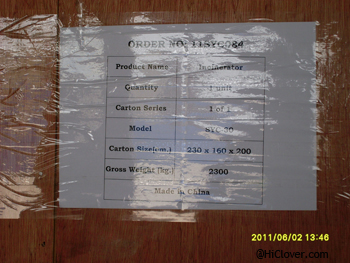 ORDER NO: 11SYC084
Product Name Incinerator
Quantity 1 unit
Carton Series 1 of 1
Model
Carton Size(cm.) 230 x 160 x 200
Gross Weight (kg.) 2300
Made in China
2011/06/02 13:46
@HiClover.com